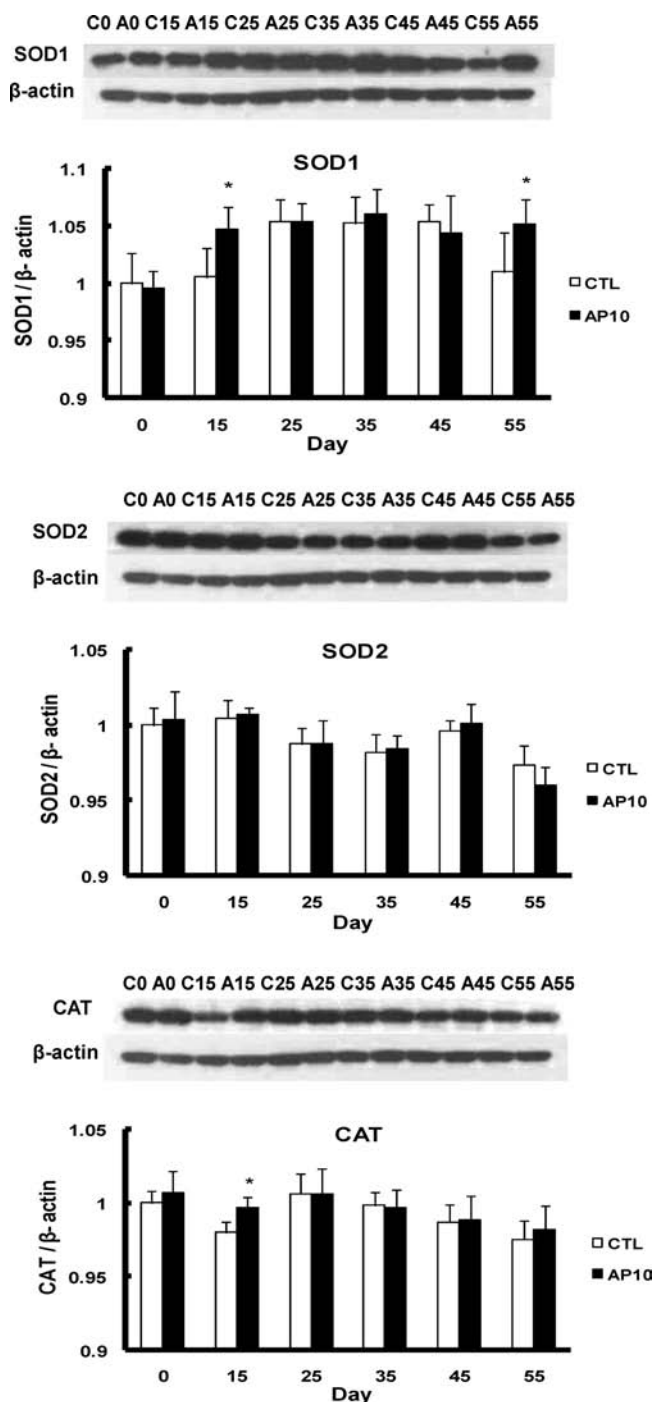 C0 A0 C15 A15 C25 A25 C35 A35 C45 A45 C55 A55
SOD1
β-actin
SOD1
1.1
1.05
1
0.95
0.9
SOD1 / β- actin
* *
CTL
AP10
0 15 25 35 45 55
Day
C0 A0 C15 A15 C25 A25 C35 A35 C45 A45 C55 A55
SOD2
β-actin
SOD2
1.05
1
0.95
0.9
SOD2 / β- actin
CTL
AP10
0 15 25 35 45 55
Day
C0 A0 C15 A15 C25 A25 C35 A35 C45 A45 C55 A55
CAT
β-actin
CAT
1.05
1
0.95
0.9
CAT / β- actin
*
CTL
AP10
0 15 25 35 45 55
Day